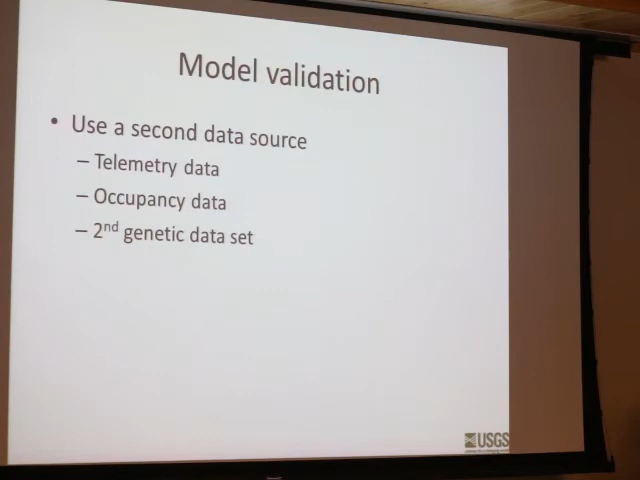 Model validation
• Use a second data source
– Telemetry data
– Occupancy data
– 2nd genetic data set
USGS